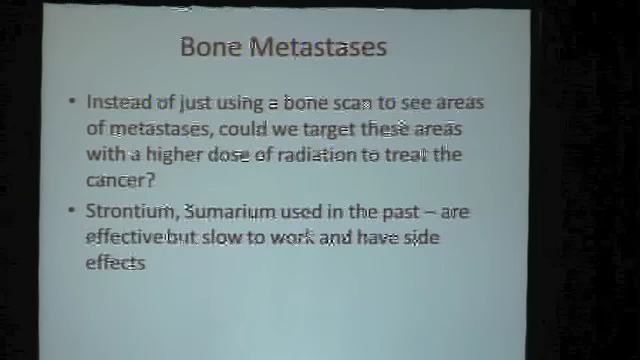 Bone Metastases
• Instead of just using a bone scan to see areas
of metastases, could we target these areas
with a higher dose of radiation to treat the
cancer?
• Strontium, Sumarium used in the past – are
effective but slow to work and have side
effects